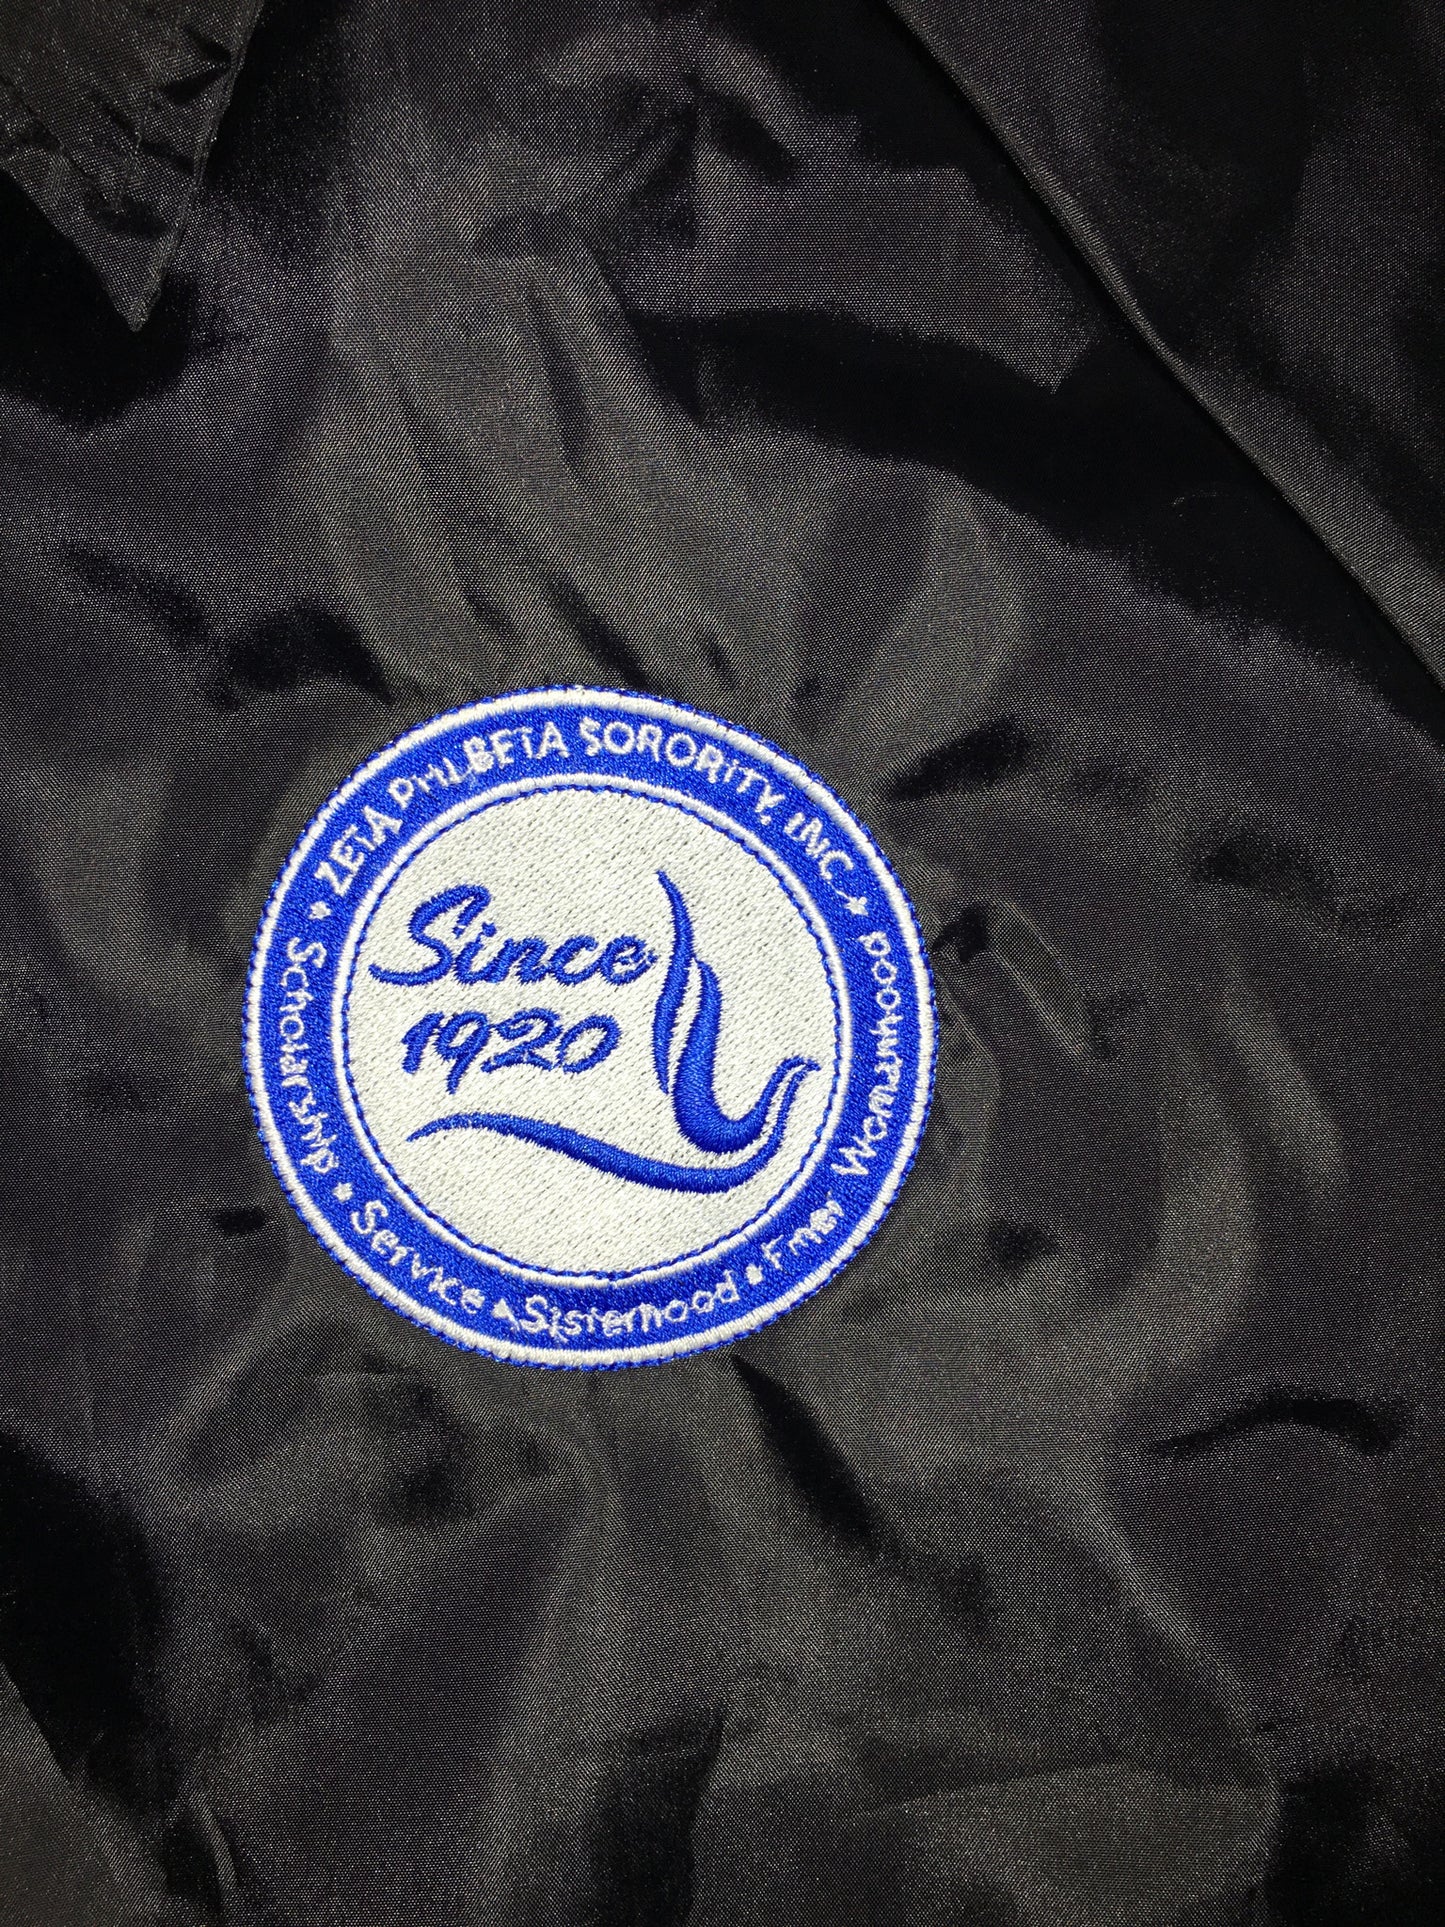 ZETA PHI BETA SORORITY, INC.
Since
1920
Scholarship • Service • Sisterhood • Finer Womanhood